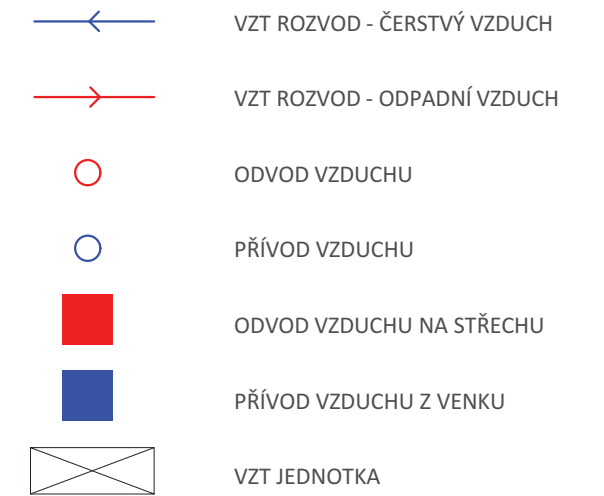 VZT ROZVOD - ČERSTVÝ VZDUCH
VZT ROZVOD - ODPADNÍ VZDUCH
ODVOD VZDUCHU
PŘÍVOD VZDUCHU
ODVOD VZDUCHU NA STŘECHU
PŘÍVOD VZDUCHU Z VENKU
VZT JEDNOTKA